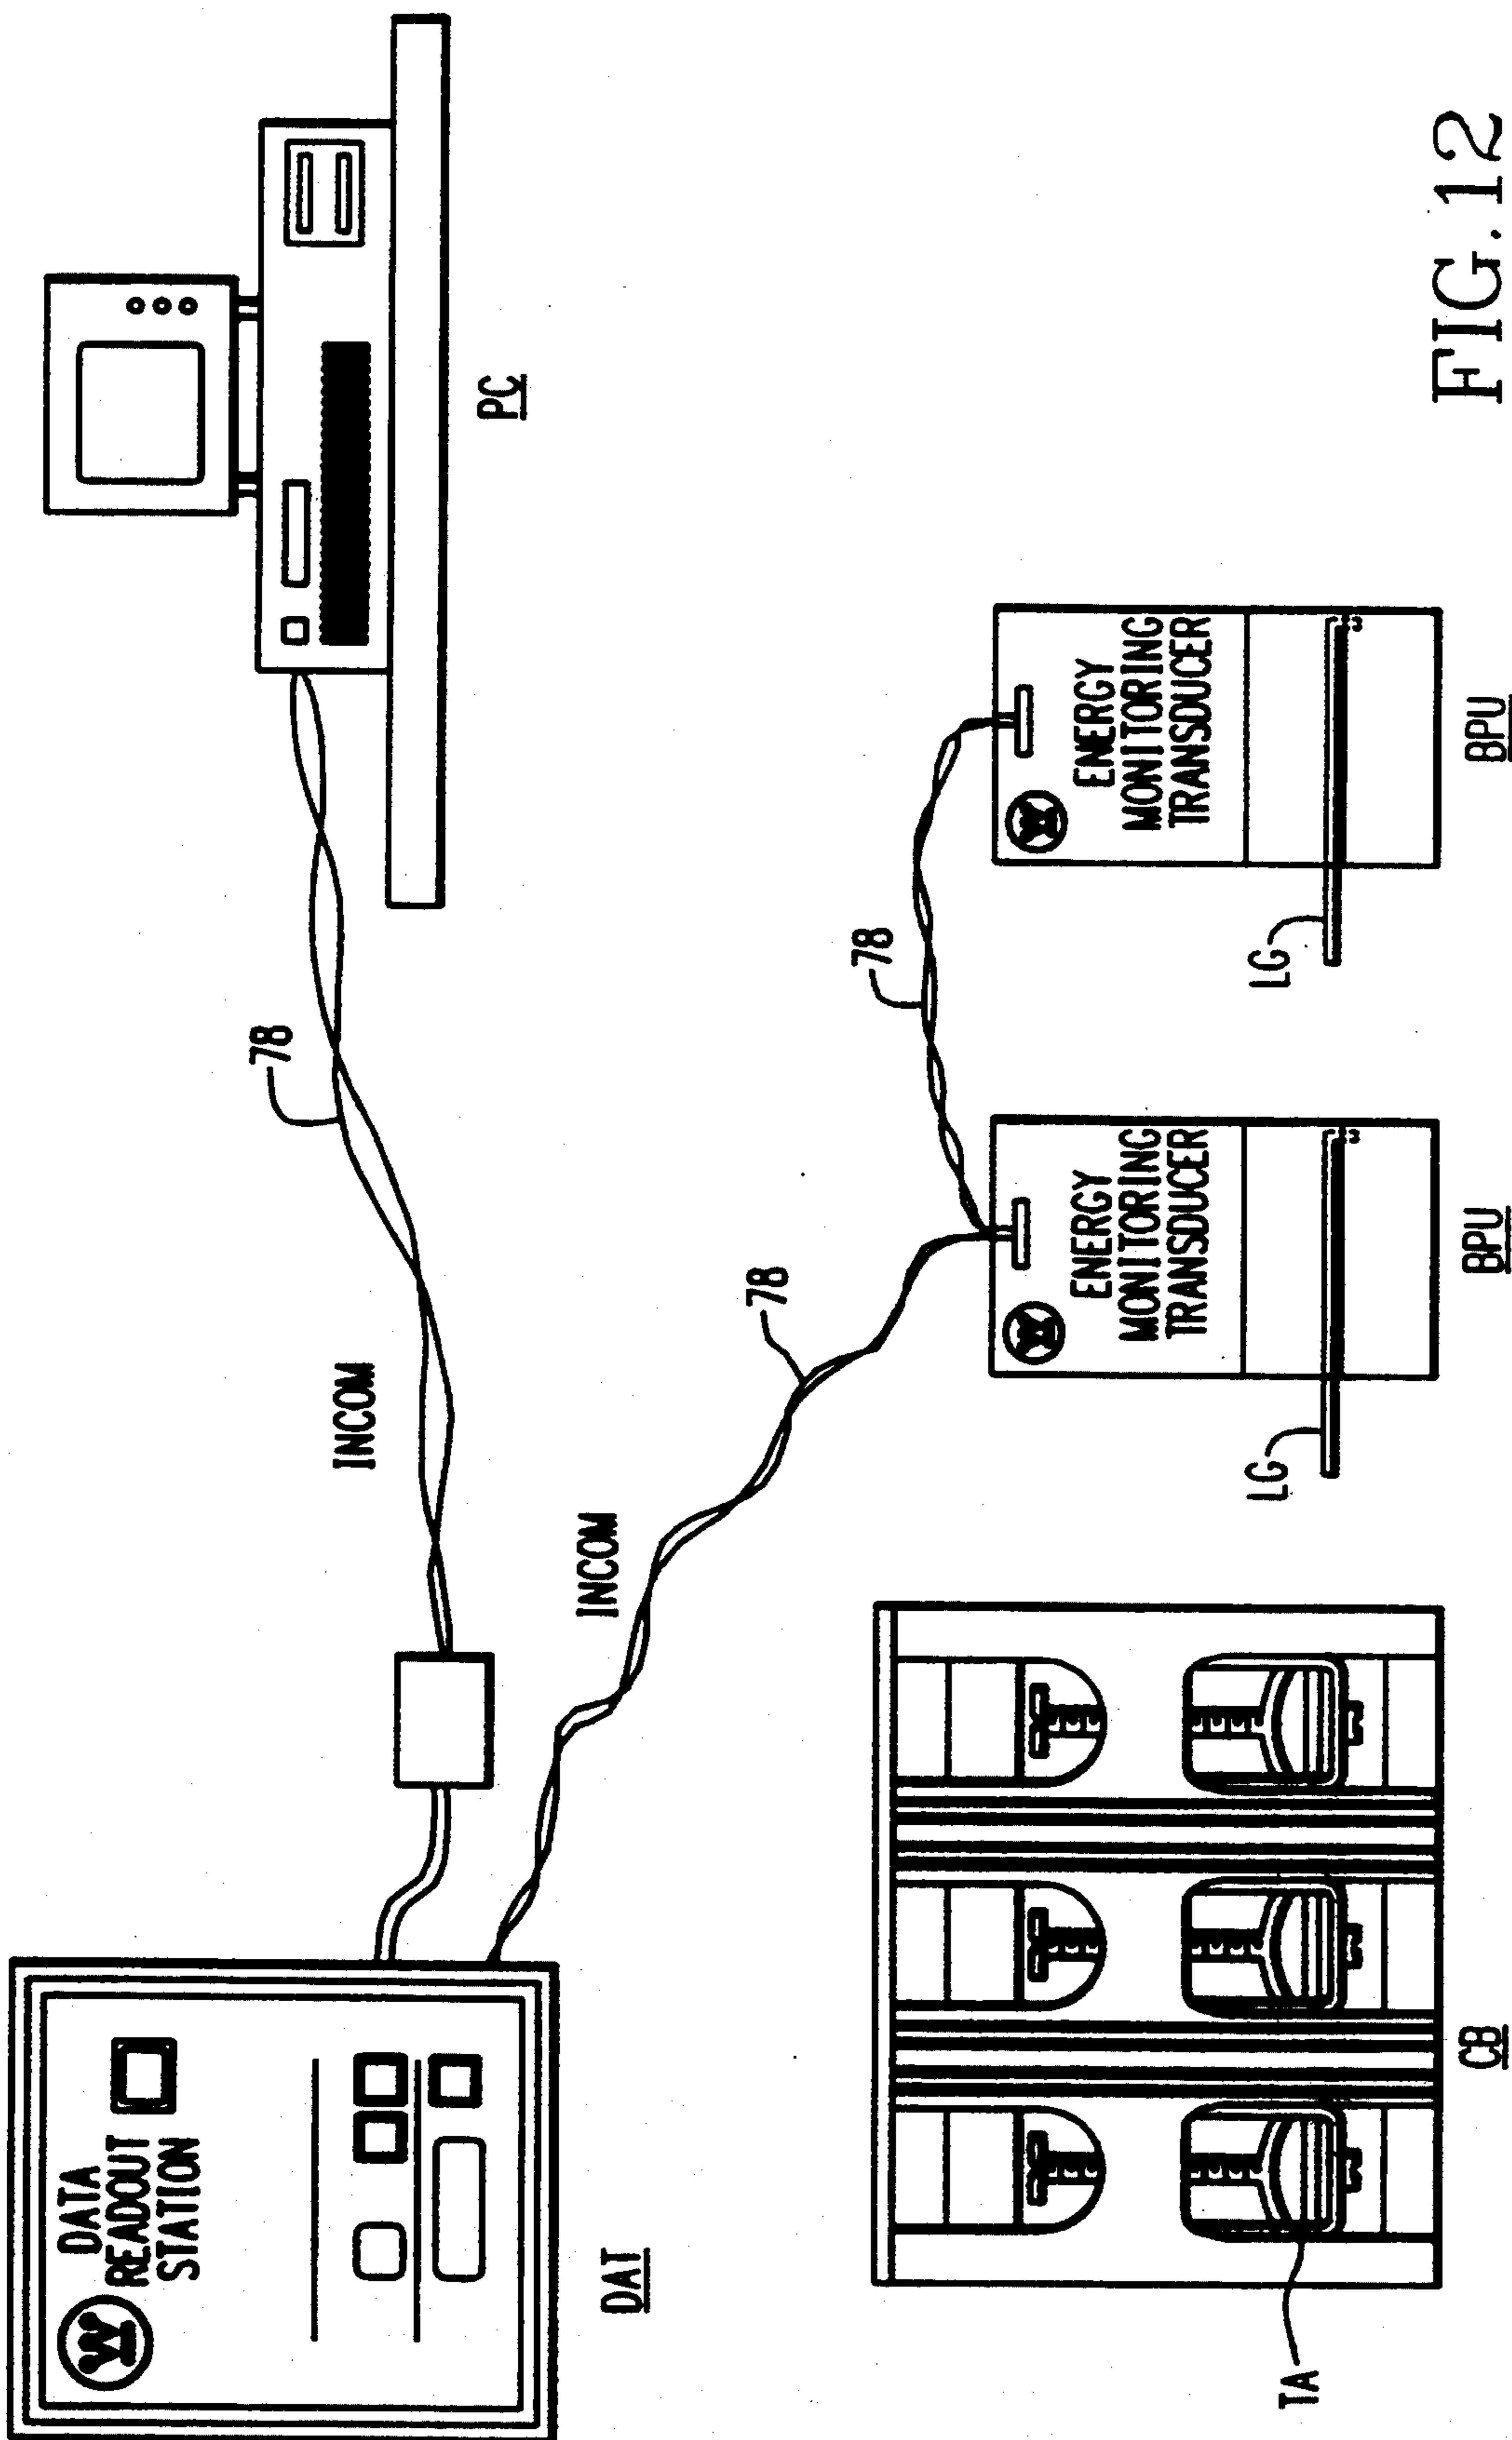 DATA
READOUT
STATION
DAT
INCOM
78
PC
INCOM
78
78
ENERGY
MONITORING
TRANSDUCER
LG
BPU
ENERGY
MONITORING
TRANSDUCER
LG
BPU
TA
CB
FIG. 12